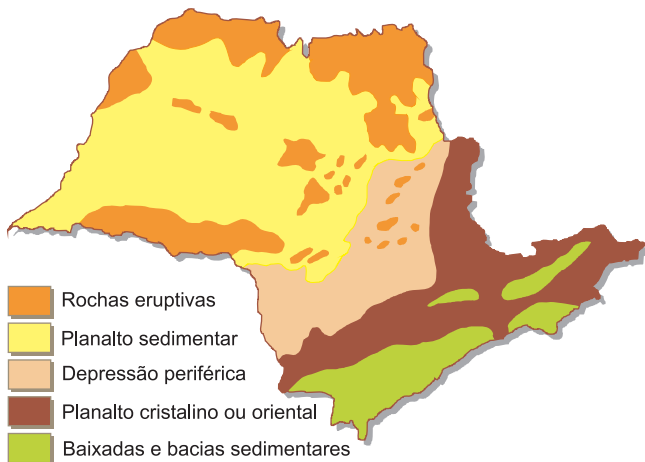 Rochas eruptivas
Planalto sedimentar
Depressão periférica
Planalto cristalino ou oriental
Baixadas e bacias sedimentares